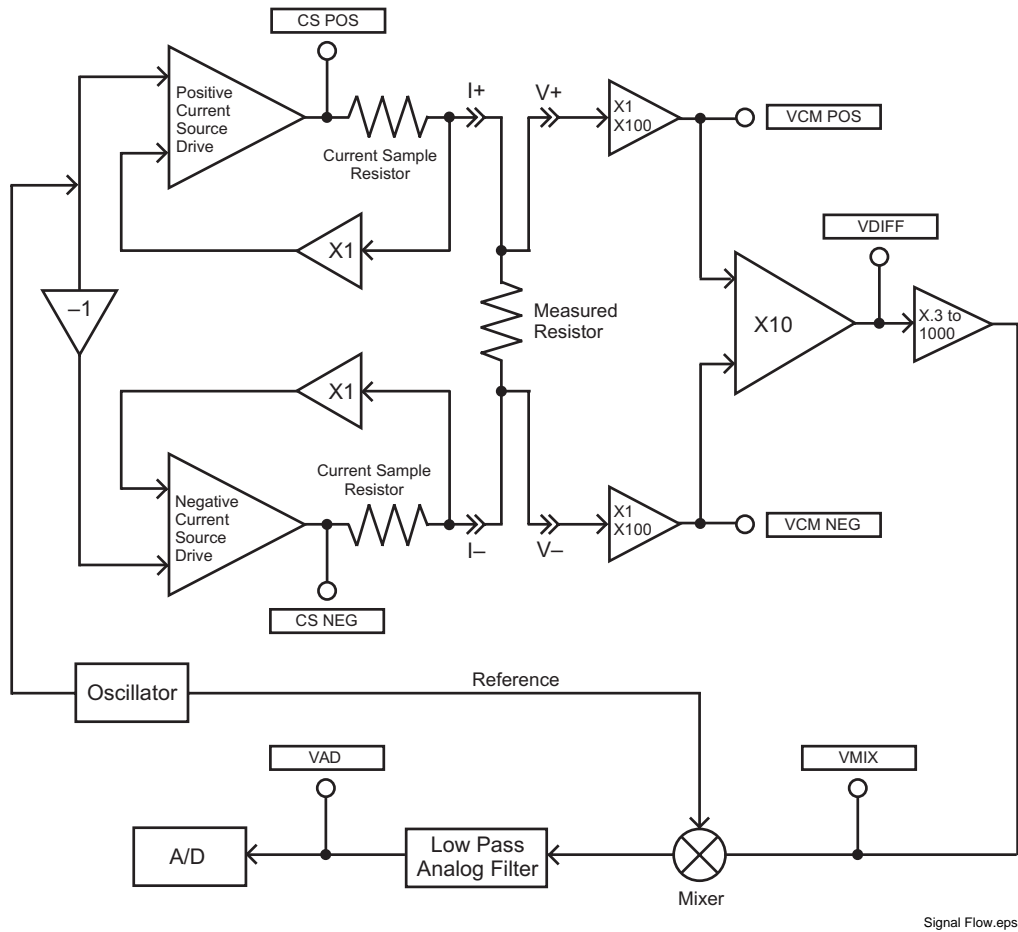 CS POS
Positive
Current
Source
Drive
Current Sample
Resistor
I+
V+
X1
X100
VCM POS
X1
–1
VDIFF
Measured
Resistor
X10
X.3 to
1000
X1
Negative
Current
Source
Drive
Current Sample
Resistor
I–
V–
X1
X100
VCM NEG
CS NEG
Oscillator
Reference
VAD
VMIX
A/D
Low Pass
Analog Filter
Mixer
Signal Flow.eps